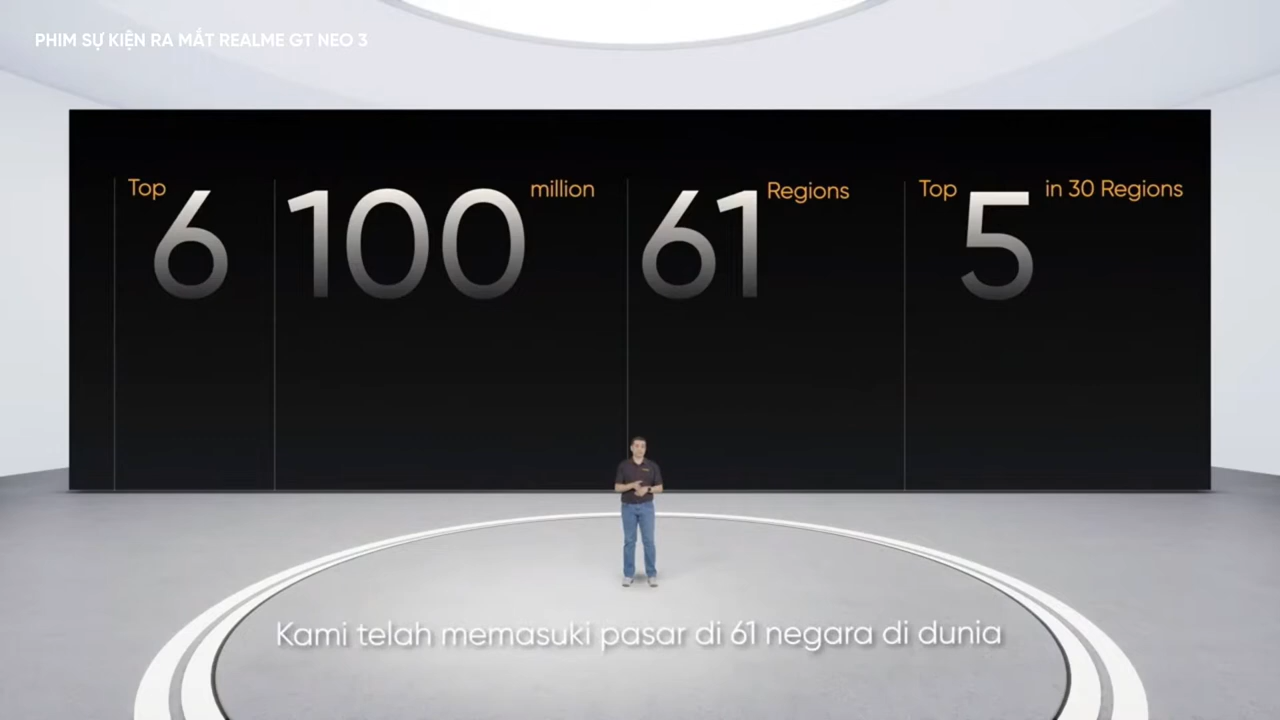 PHIM SỰ KIỆN RA MẮT REALME GT NEO 3
Top 6
100 million
61 Regions
Top 5 in 30 Regions
Kami telah memasuki pasar di 61 negara di dunia